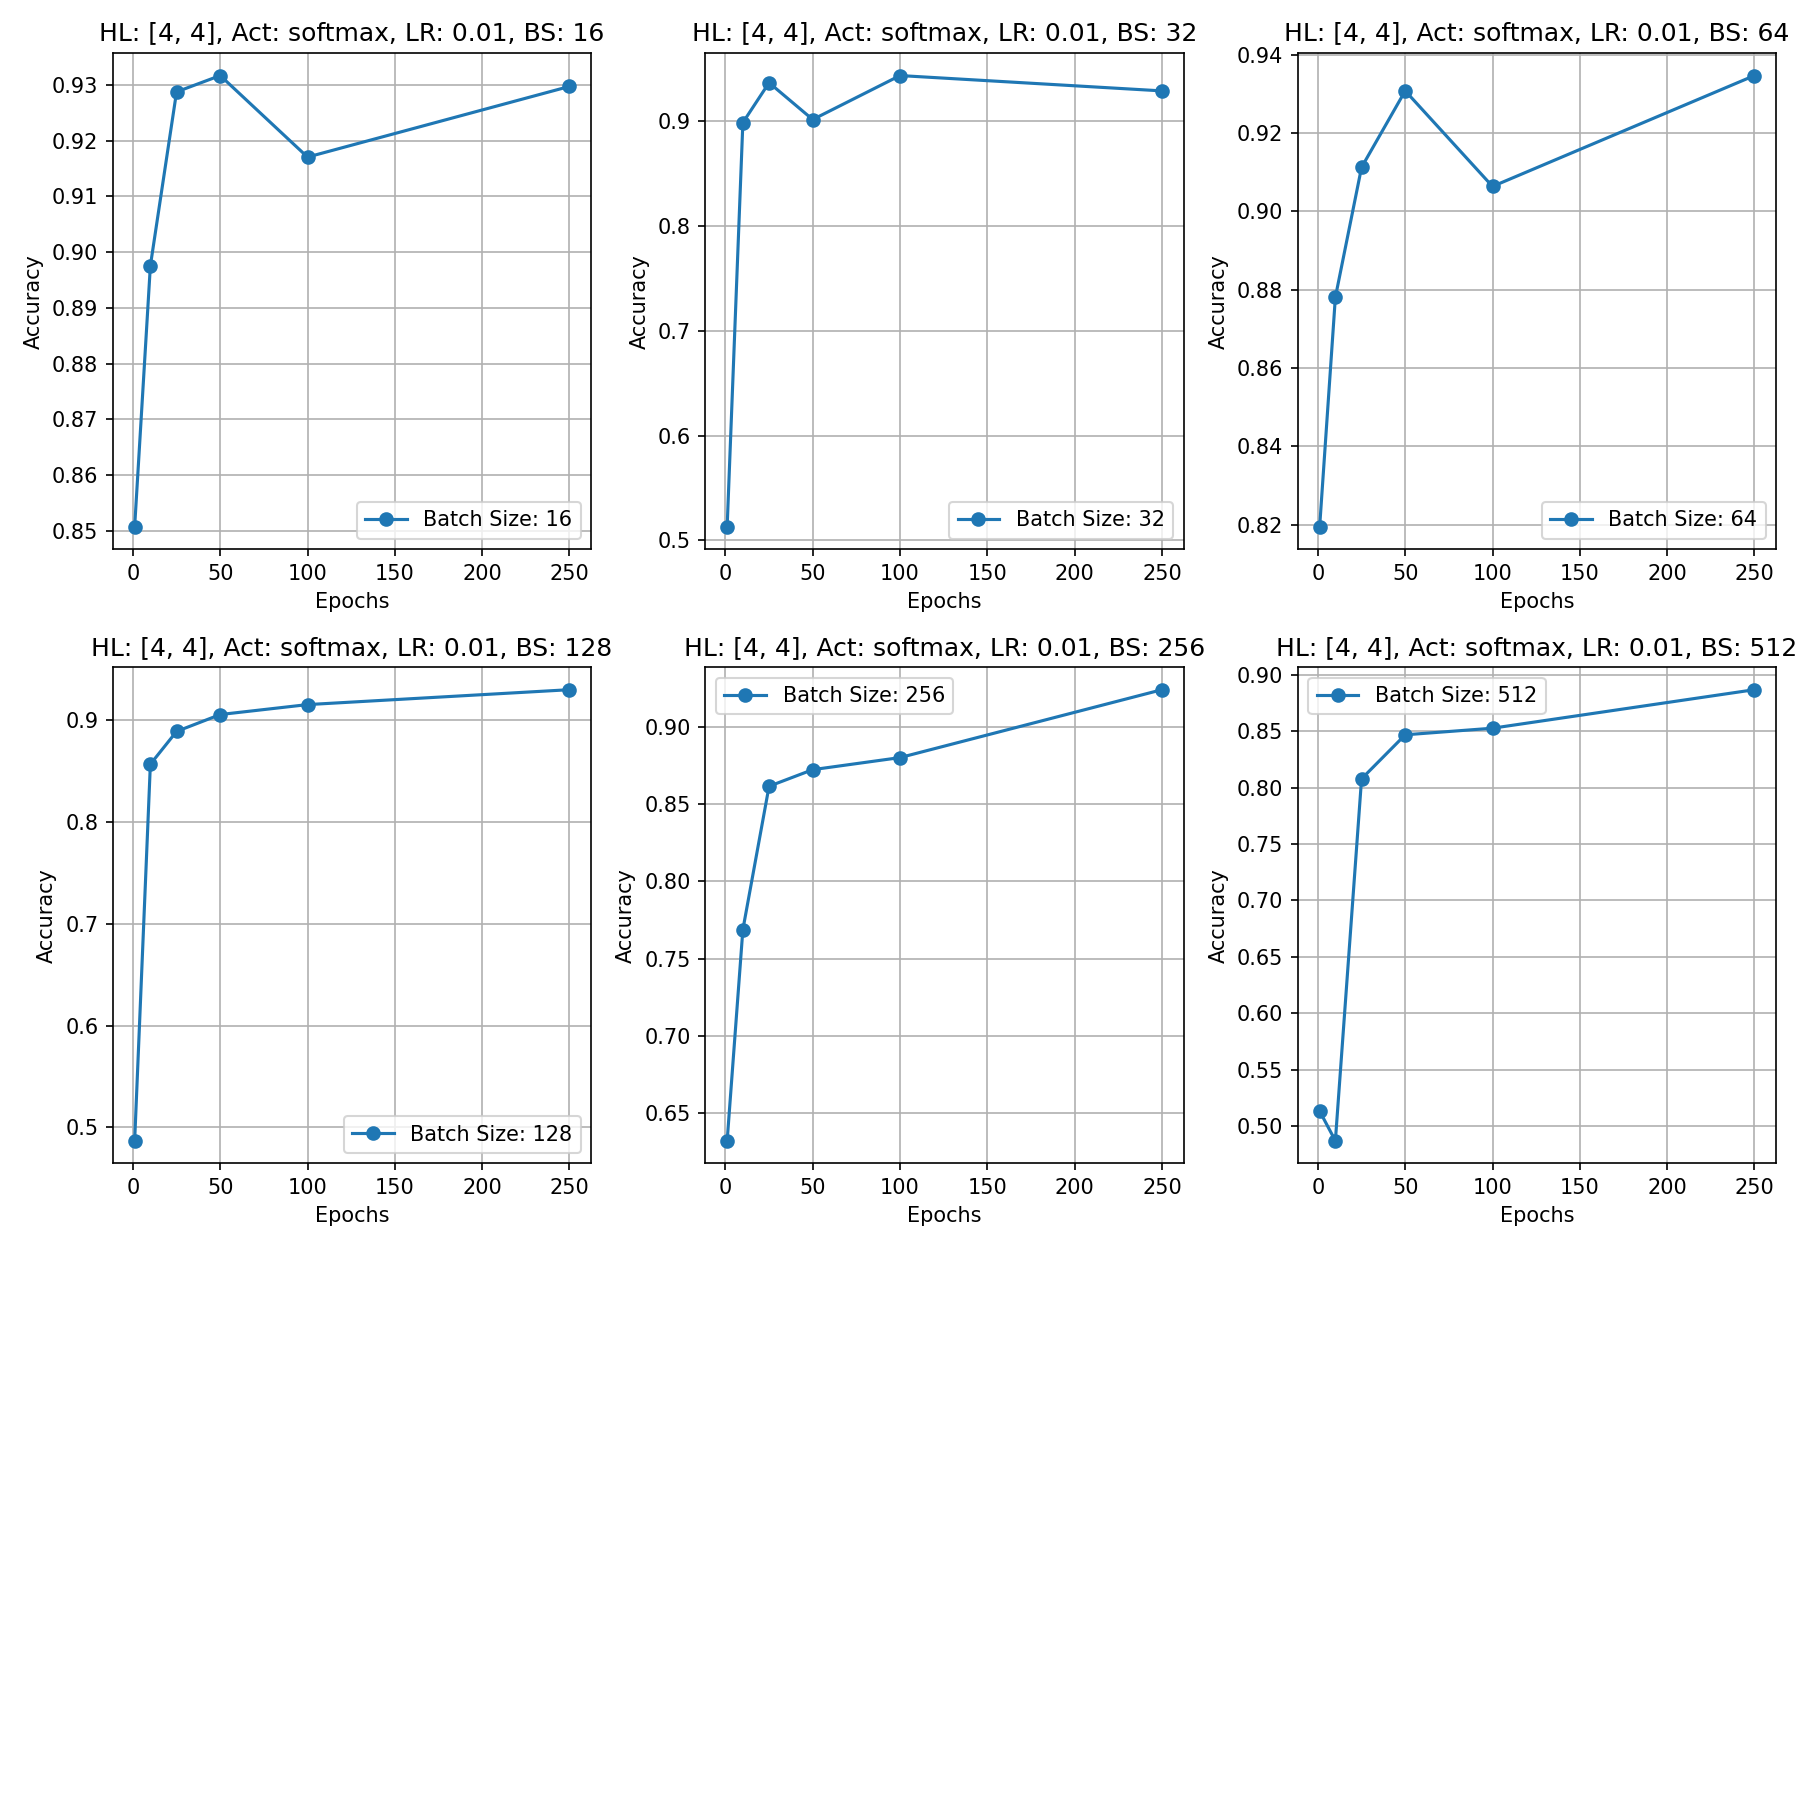 HL: [4, 4], Act: softmax, LR: 0.01, BS: 16
0.93
0.92
0.91
0.90
0.89
0.88
0.87
0.86
0.85
Accuracy
Batch Size: 16
0 50 100 150 200 250
Epochs
HL: [4, 4], Act: softmax, LR: 0.01, BS: 32
0.9
0.8
0.7
0.6
0.5
Accuracy
Batch Size: 32
0 50 100 150 200 250
Epochs
HL: [4, 4], Act: softmax, LR: 0.01, BS: 64
0.94
0.92
0.90
0.88
0.86
0.84
0.82
Accuracy
Batch Size: 64
0 50 100 150 200 250
Epochs
HL: [4, 4], Act: softmax, LR: 0.01, BS: 128
0.9
0.8
0.7
0.6
0.5
Accuracy
Batch Size: 128
0 50 100 150 200 250
Epochs
HL: [4, 4], Act: softmax, LR: 0.01, BS: 256
Batch Size: 256
0.90
0.85
0.80
0.75
0.70
0.65
Accuracy
0 50 100 150 200 250
Epochs
HL: [4, 4], Act: softmax, LR: 0.01, BS: 512
Batch Size: 512
0.90
0.85
0.80
0.75
0.70
0.65
0.60
0.55
0.50
Accuracy
0 50 100 150 200 250
Epochs